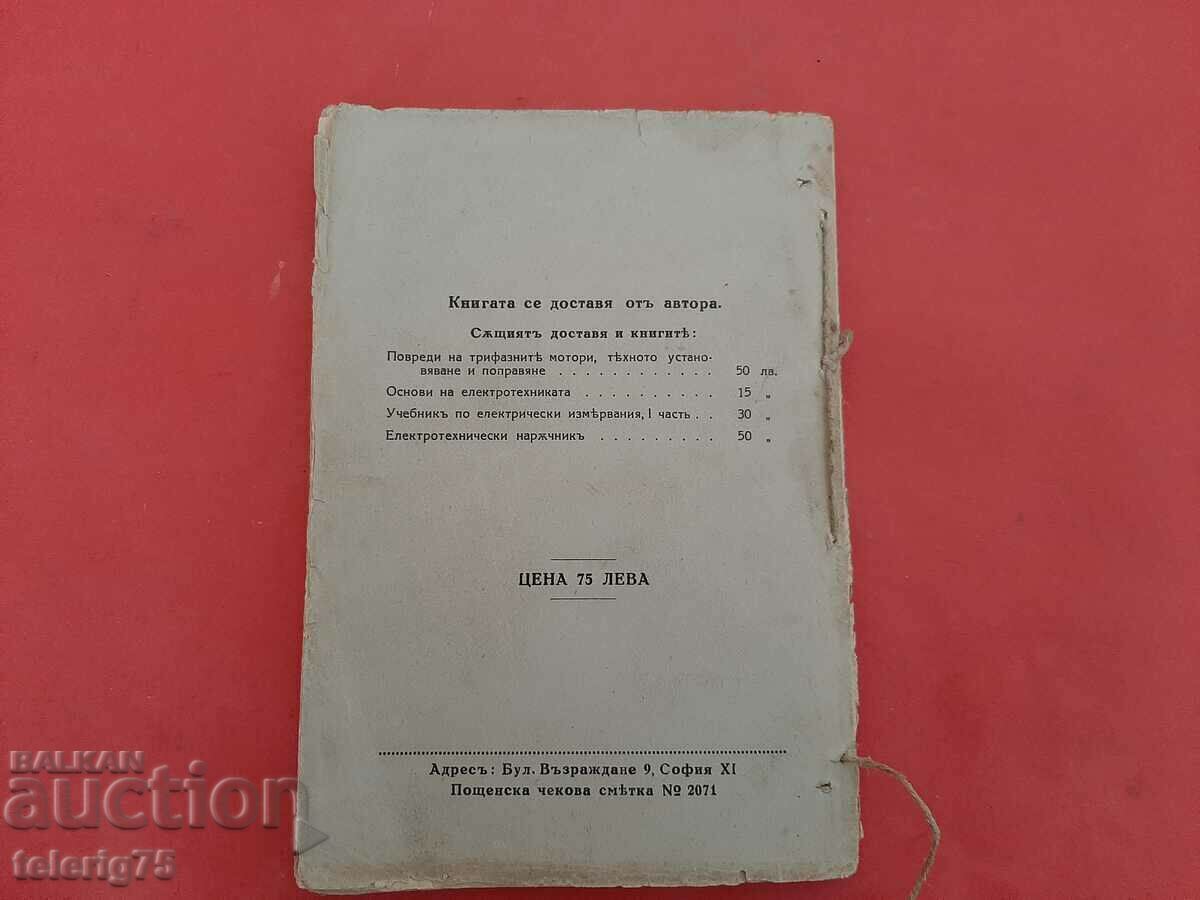 Книгата се доставя отъ автора.
Сѫщиятъ доставя и книгитѣ:
Повреди на трифазнитѣ мотори, тѣхното устано-
вяване и поправяне . . . . . . . . . . . . 50 лв.
Основи на електротехниката . . . . . . . . . . 15 „
Учебникъ по електрически измѣрвания, I часть . . 30 „
Електротехнически нарѫчникъ . . . . . . . . . 50 „
ЦЕНА 75 ЛЕВА
Адресъ: Бул. Възраждане 9, София XI
Пощенска чекова смѣтка № 2071
BALKAN
auction
telerig75